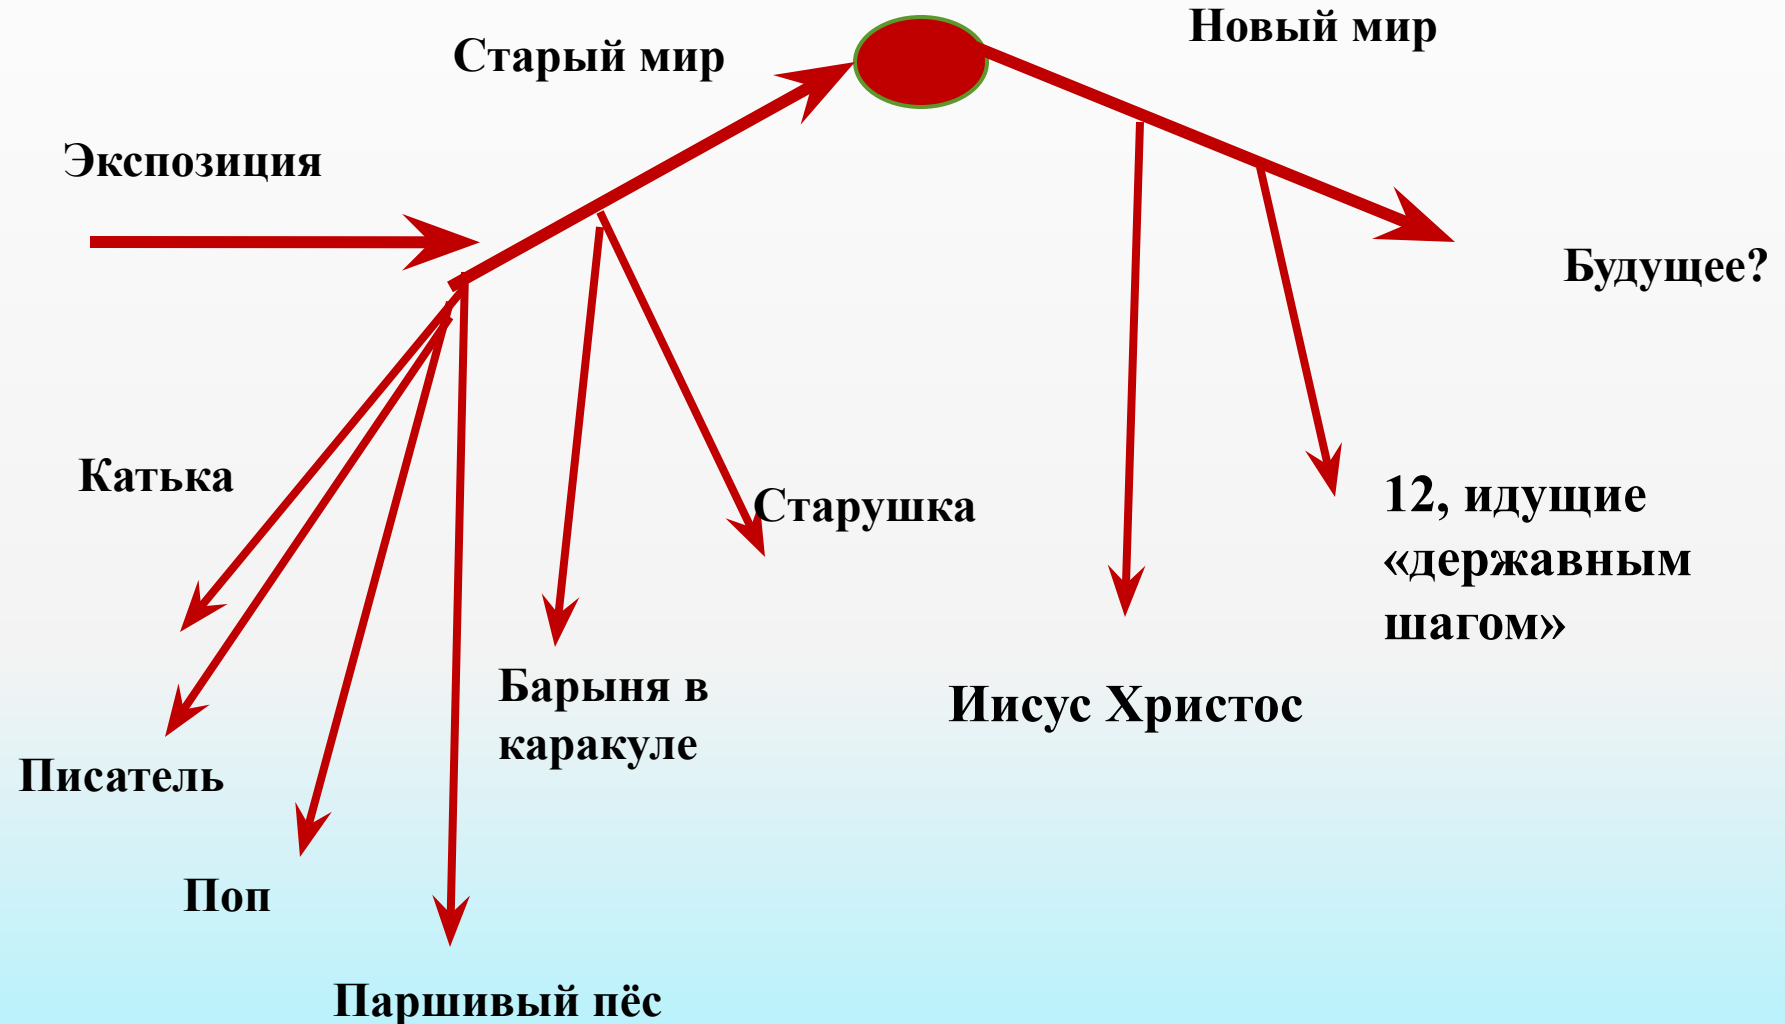 Новый мир
Старый мир
Экспозиция
Будущее?
Катька
Старушка
12, идущие
«державным
шагом»
Барыня в
каракуле
Иисус Христос
Писатель
Поп
Паршивый пёс